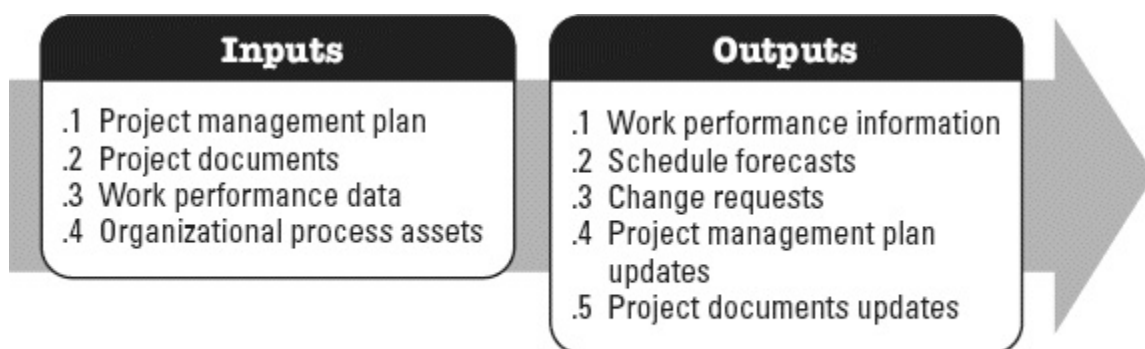 Inputs
.1 Project management plan
.2 Project documents
.3 Work performance data
.4 Organizational process assets
Outputs
.1 Work performance information
.2 Schedule forecasts
.3 Change requests
.4 Project management plan
updates
.5 Project documents updates